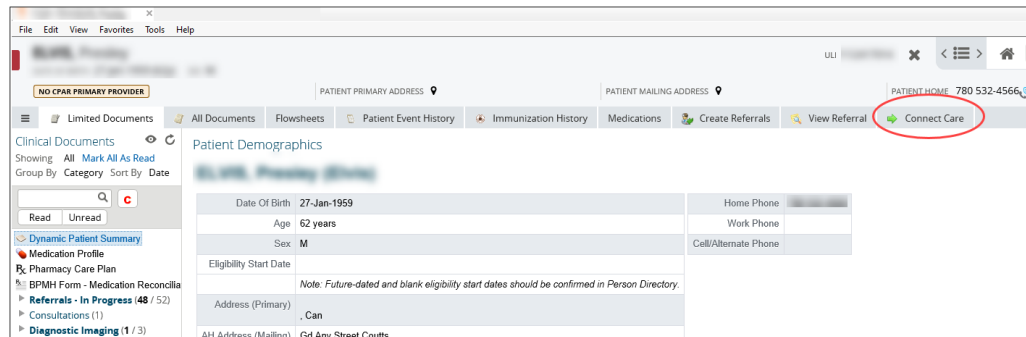 File Edit View Favorites Tools Help
ULI
NO CPAR PRIMARY PROVIDER PATIENT PRIMARY ADDRESS PATIENT MAILING ADDRESS PATIENT HOME 780 532-4566
Limited Documents All Documents Flowsheets Patient Event History Immunization History Medications Create Referrals View Referral Connect Care
Clinical Documents
Showing All Mark All As Read
Group By Category Sort By Date
C
Read Unread
Dynamic Patient Summary
Medication Profile
Rx Pharmacy Care Plan
BPMH Form - Medication Reconcilia
Referrals - In Progress (48 / 52)
Consultations (1)
Diagnostic Imaging (1 / 3)
Patient Demographics
ELVIS, Presley (Elvis)
Date Of Birth 27-Jan-1959 Home Phone
Age 62 years Work Phone
Sex M Cell/Alternate Phone
Eligibility Start Date
Note: Future-dated and blank eligibility start dates should be confirmed in Person Directory.
Address (Primary)
, Can
AH Address (Mailing) Gd Any Street Coutts